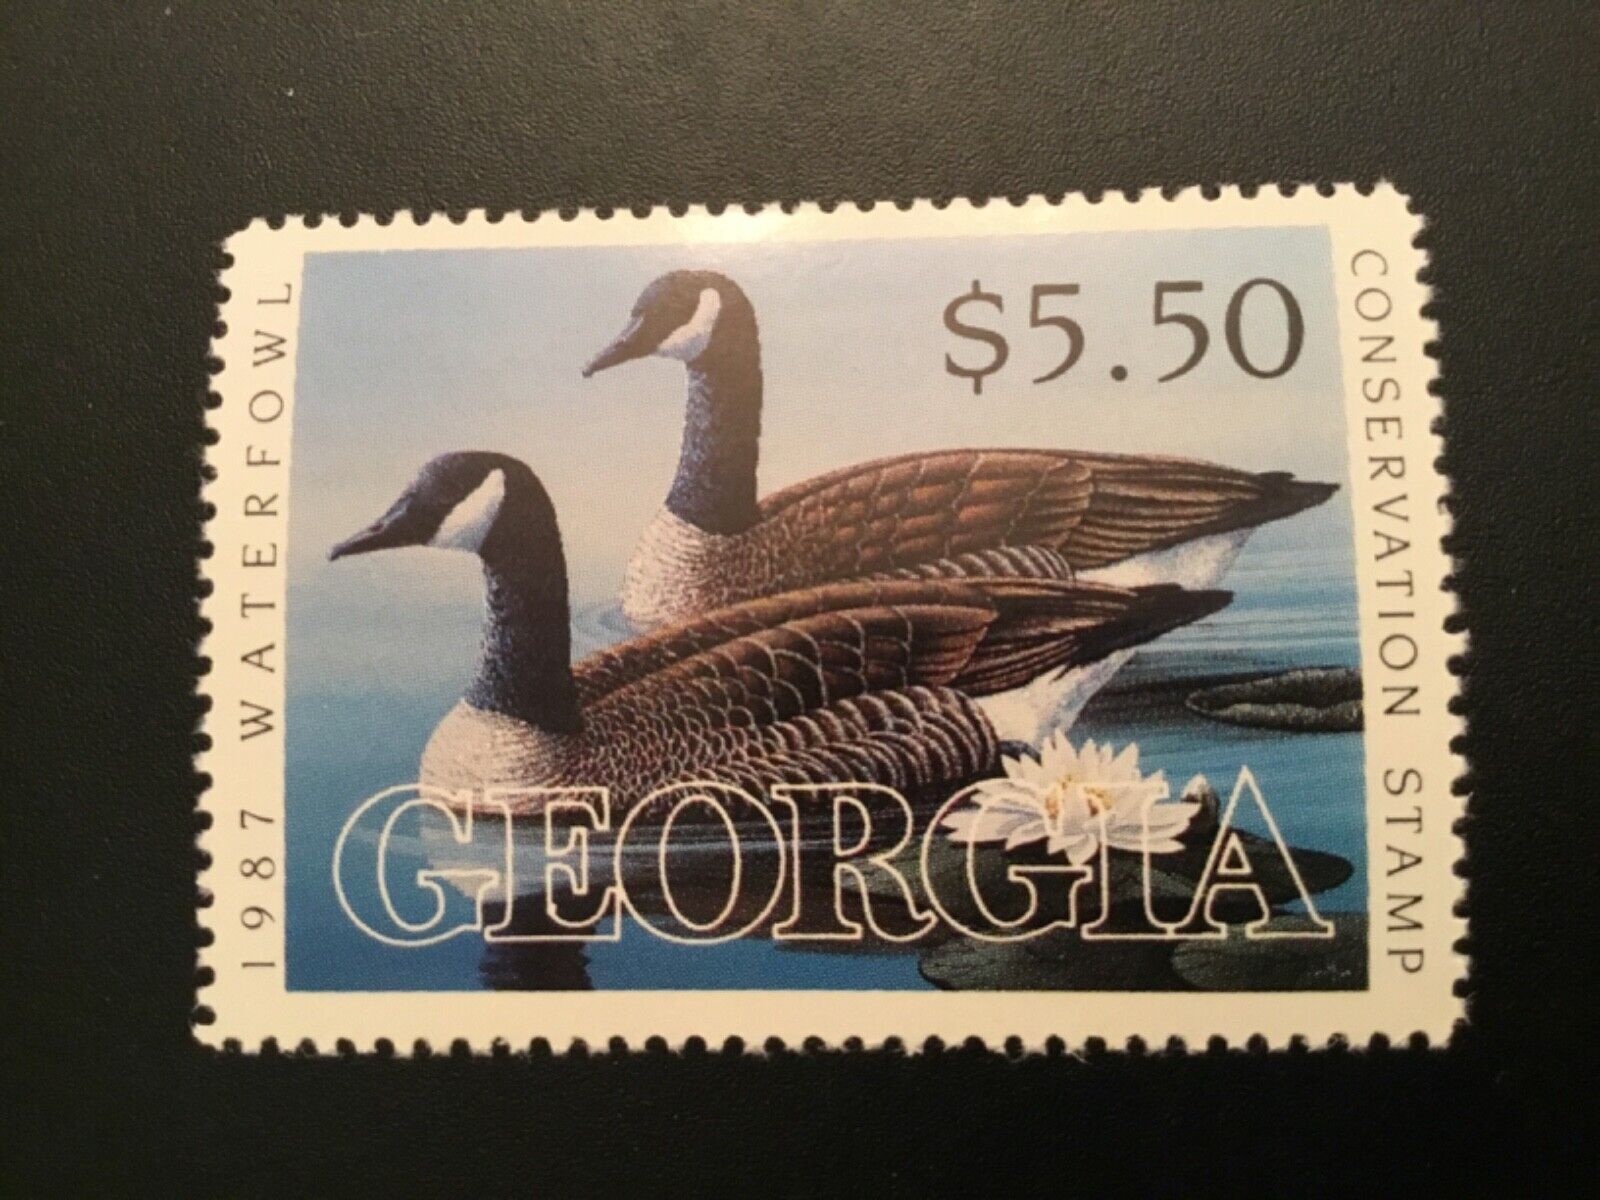 1987 WATERFOWL
$5.50
GEORGIA
CONSERVATION STAMP